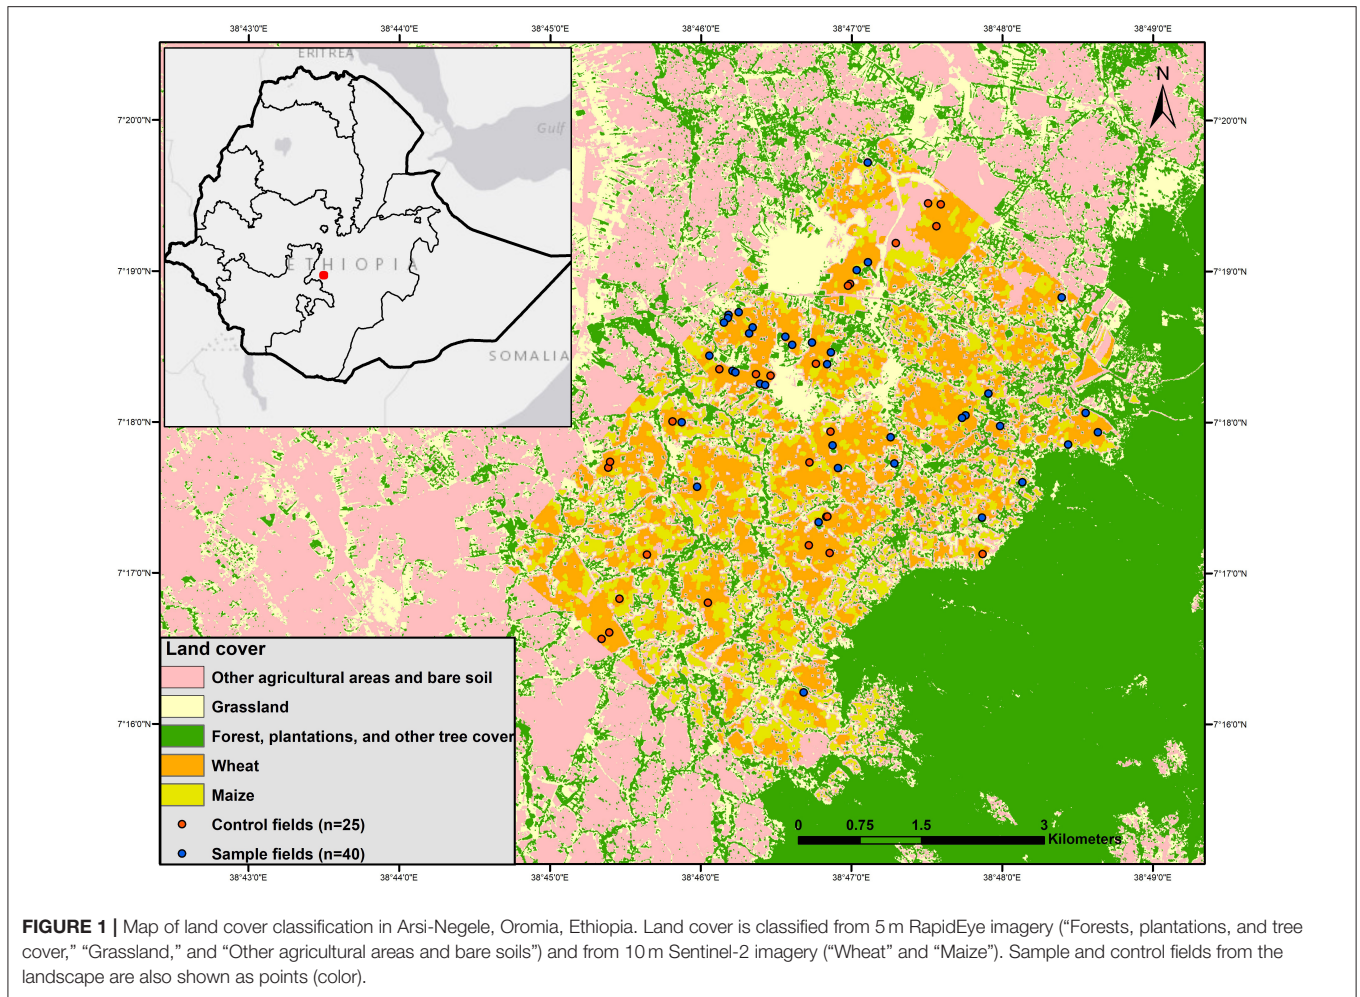 38°43'0"E 38°44'0"E 38°45'0"E 38°46'0"E 38°47'0"E 38°48'0"E 38°49'0"E
ERITREA
Gulf
ETHIOPIA
SOMALIA
N
7°20'0"N 7°20'0"N
7°19'0"N 7°19'0"N
7°18'0"N 7°18'0"N
7°17'0"N 7°17'0"N
7°16'0"N 7°16'0"N
Land cover
Other agricultural areas and bare soil
Grassland
Forest, plantations, and other tree cover
Wheat
Maize
Control fields (n=25)
Sample fields (n=40)
0 0.75 1.5 3
Kilometers
38°43'0"E 38°44'0"E 38°45'0"E 38°46'0"E 38°47'0"E 38°48'0"E 38°49'0"E
FIGURE 1 | Map of land cover classification in Arsi-Negele, Oromia, Ethiopia. Land cover is classified from 5 m RapidEye imagery (“Forests, plantations, and tree
cover,” “Grassland,” and “Other agricultural areas and bare soils”) and from 10 m Sentinel-2 imagery (“Wheat” and “Maize”). Sample and control fields from the
landscape are also shown as points (color).